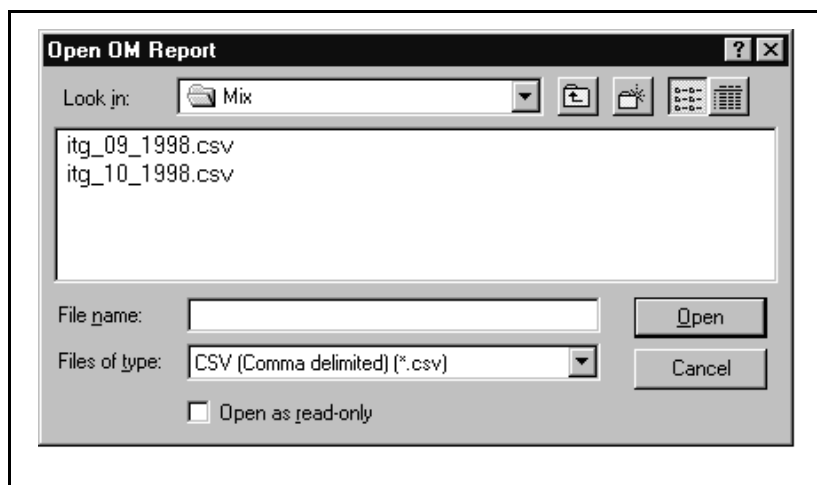 Open OM Report
Look in: Mix
itg_09_1998.csv
itg_10_1998.csv
File name: Open
Files of type: CSV (Comma delimited) (*.csv) Cancel
Open as read-only